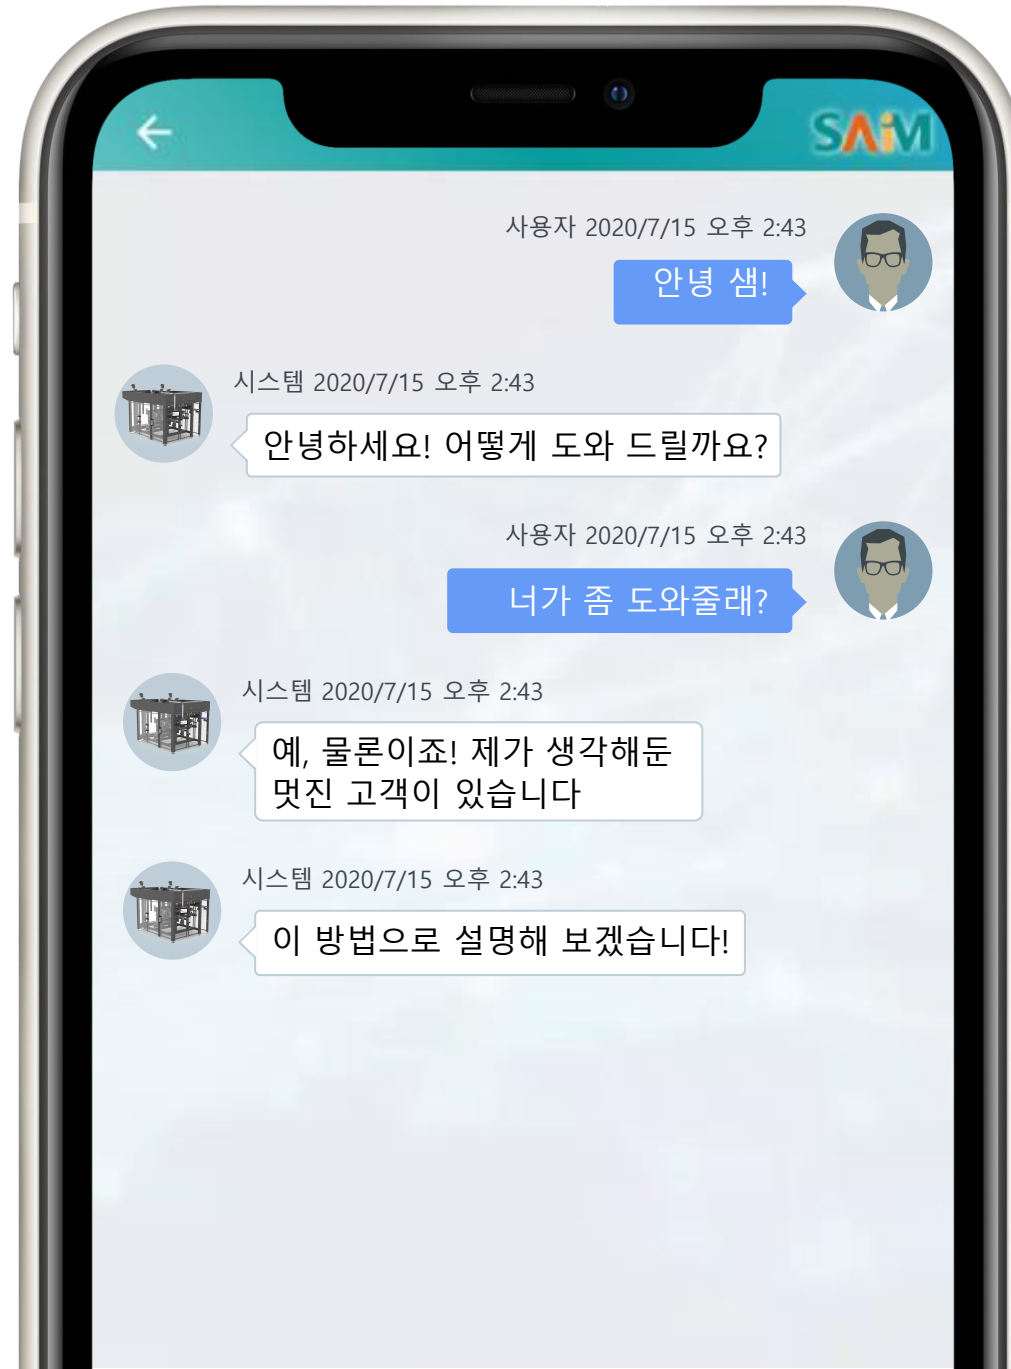 SAiM
사용자 2020/7/15 오후 2:43
안녕 샘!
시스템 2020/7/15 오후 2:43
안녕하세요! 어떻게 도와 드릴까요?
사용자 2020/7/15 오후 2:43
너가 좀 도와줄래?
시스템 2020/7/15 오후 2:43
예, 물론이죠! 제가 생각해둔
멋진 고객이 있습니다
시스템 2020/7/15 오후 2:43
이 방법으로 설명해 보겠습니다!